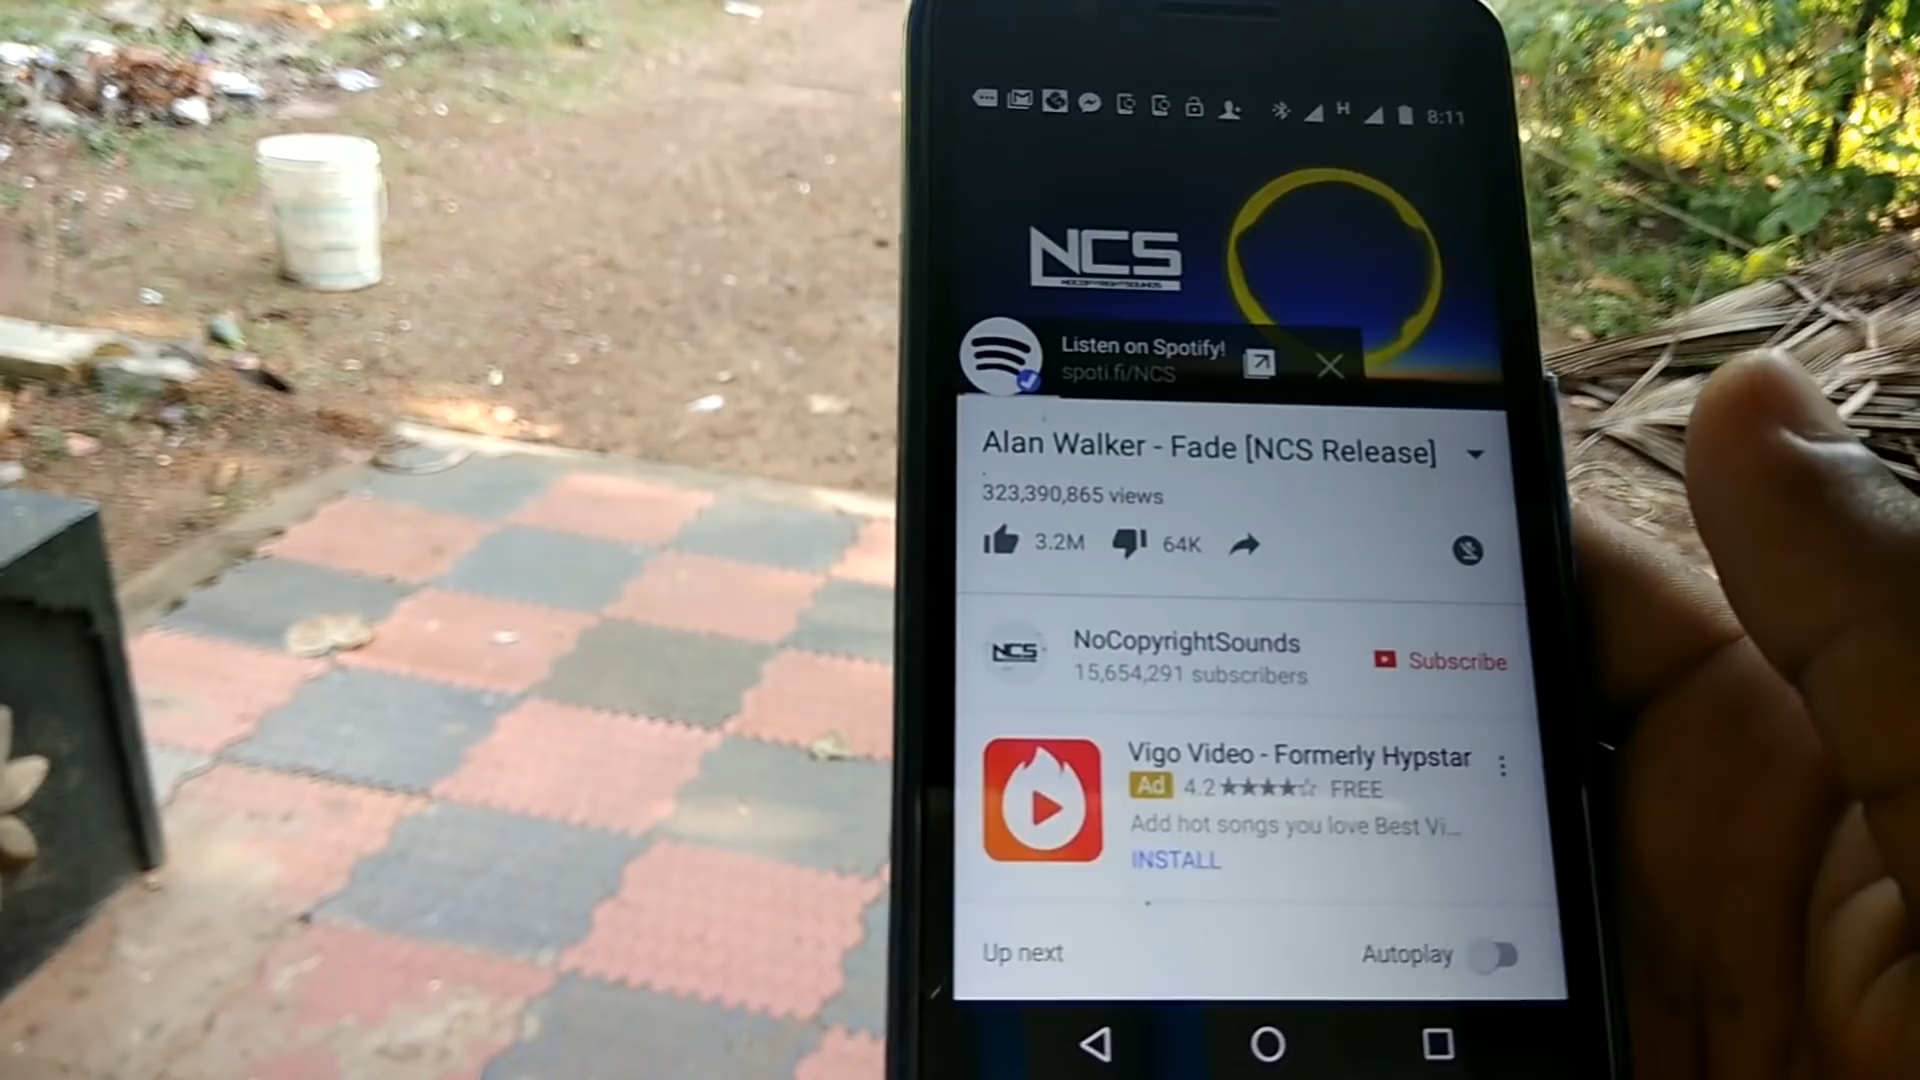 H 8:11
NCS
NOCOPYRIGHTSOUNDS
Listen on Spotify!
spoti.fi/NCS
Alan Walker - Fade [NCS Release]
323,390,865 views
3.2M 64K
NCS
NoCopyrightSounds
15,654,291 subscribers
Subscribe
Vigo Video - Formerly Hypstar
Ad 4.2 ★★★★☆ FREE
Add hot songs you love Best Vi...
INSTALL
Up next
Autoplay